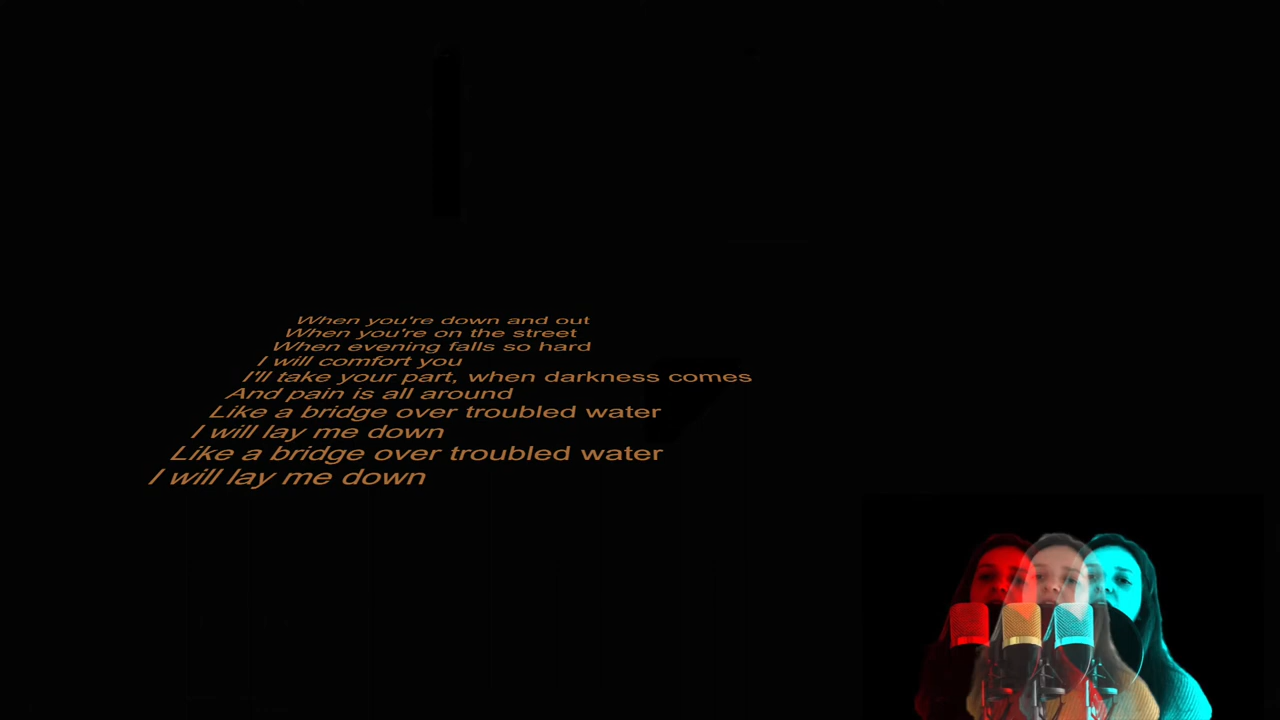 When you're down and out
When you're on the street
When evening falls so hard
I will comfort you
I'll take your part, when darkness comes
And pain is all around
Like a bridge over troubled water
I will lay me down
Like a bridge over troubled water
I will lay me down